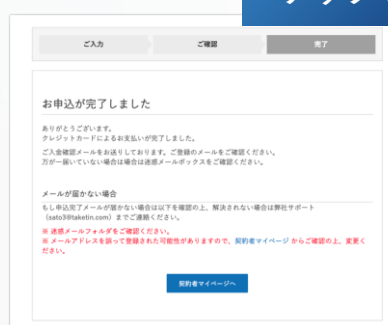 ご入力
ご確認
完了
お申込が完了しました
ありがとうございます。
クレジットカードによるお支払いが完了しました。
ご入会確認メールをお送りしております。ご登録のメールをご確認ください。
万が一届いていない場合は場合は迷惑メールボックスをご確認ください。
メールが届かない場合
もし申込完了メールが届かない場合は以下を確認の上、解決されない場合は弊社サポート
（sato3@taketin.com）までご連絡ください。
※ 迷惑メールフォルダをご確認ください。
※ メールアドレスを誤って登録された可能性がありますので、契約者マイページ からご確認の上、変更く
ださい。
契約者マイページへ